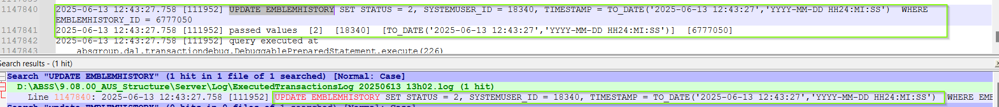 1147840 2025-06-13 12:43:27.758 [111952] UPDATE EMBLEMHISTORY SET STATUS = 2, SYSTEMUSER_ID = 18340, TIMESTAMP = TO_DATE('2025-06-13 12:43:27','YYYY-MM-DD HH24:MI:SS')  WHERE
EMBLEMHISTORY_ID = 6777050
1147841 2025-06-13 12:43:27.758 [111952] passed values  [2]  [18340]  [TO_DATE('2025-06-13 12:43:27','YYYY-MM-DD HH24:MI:SS')]  [6777050]
1147842 2025-06-13 12:43:27.758 [111952] query executed at
1147843 absgroup.dal.transactiondebug.DebuggablePreparedStatement.execute(226)
Search results - (1 hit)
Search "UPDATE EMBLEMHISTORY" (1 hit in 1 file of 1 searched) [Normal: Case]
D:\ABSS\9.08.00_AUS_Structure\Server\Log\ExecutedTransactionsLog 20250613 13h02.log (1 hit)
Line 1147840: 2025-06-13 12:43:27.758 [111952] UPDATE EMBLEMHISTORY SET STATUS = 2, SYSTEMUSER_ID = 18340, TIMESTAMP = TO_DATE('2025-06-13 12:43:27','YYYY-MM-DD HH24:MI:SS')  WHERE EMB
Search "update EMBLEMHISTORY" (0 hits in 0 files of 1 searched) [Normal: Case]